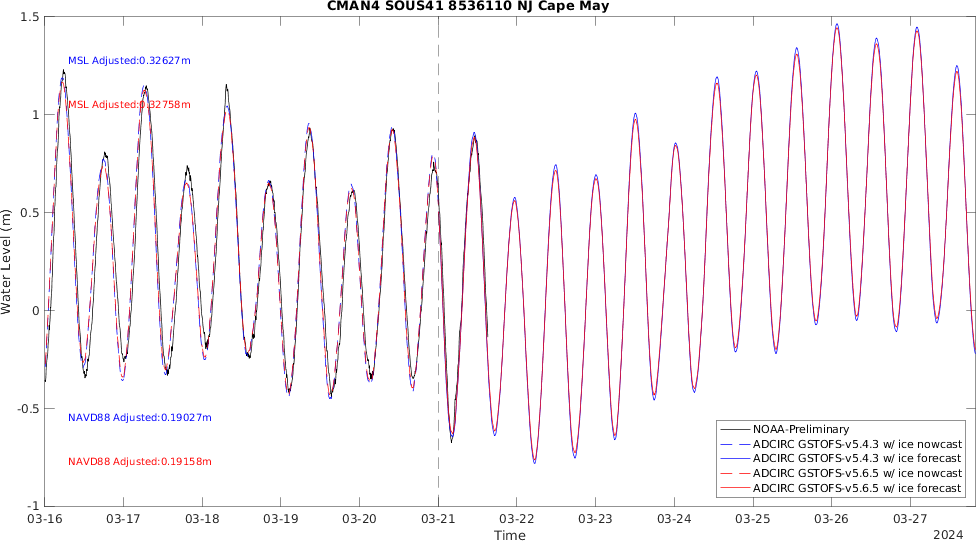 CMAN4 SOUS41 8536110 NJ Cape May
1.5
1
0.5
0
-0.5
-1
Water Level (m)
MSL Adjusted:0.32627m
MSL Adjusted:0.32758m
NAVD88 Adjusted:0.19027m
NAVD88 Adjusted:0.19158m
NOAA-Preliminary
ADCIRC GSTOFS-v5.4.3 w/ ice nowcast
ADCIRC GSTOFS-v5.4.3 w/ ice forecast
ADCIRC GSTOFS-v5.6.5 w/ ice nowcast
ADCIRC GSTOFS-v5.6.5 w/ ice forecast
03-16 03-17 03-18 03-19 03-20 03-21 03-22 03-23 03-24 03-25 03-26 03-27
Time
2024